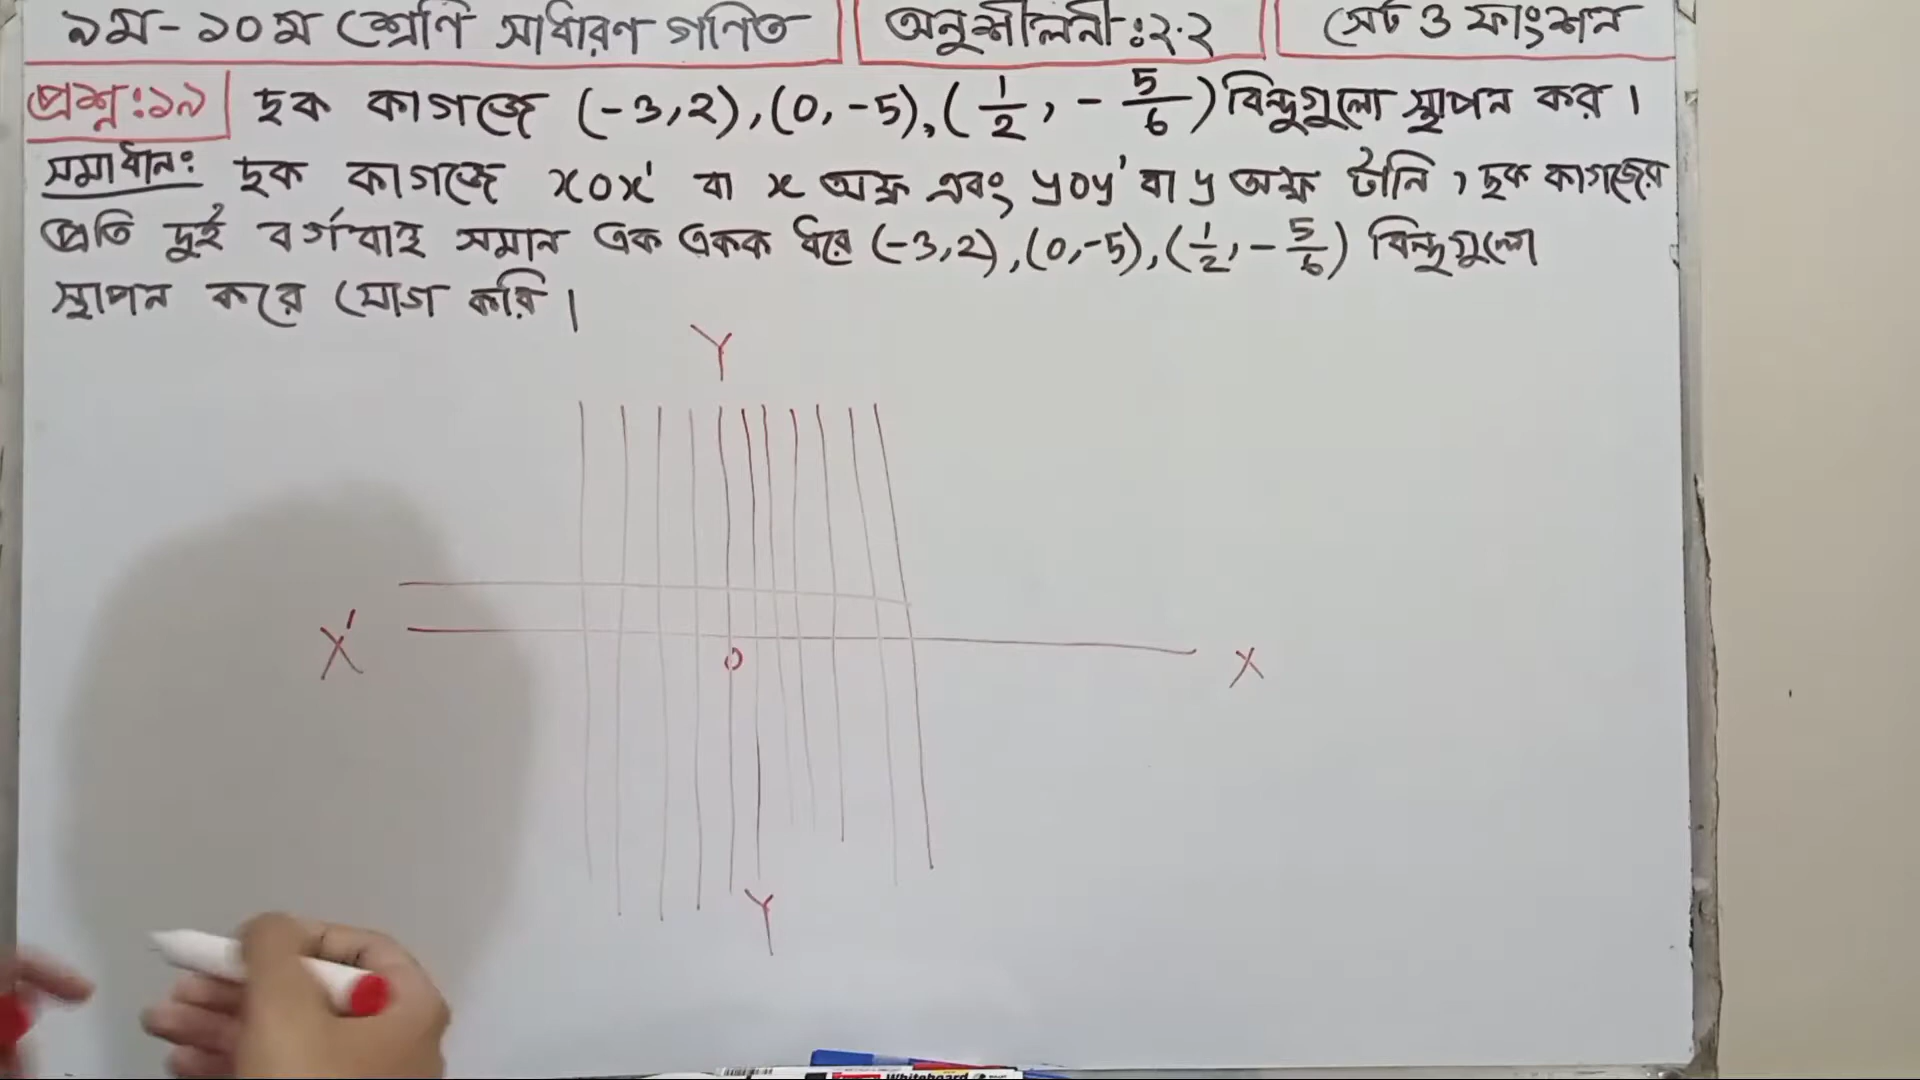 ৯ম-১০ম শ্রেণি সাধারণ গণিত অনুশীলনী:২.২ সেট ও ফাংশন
প্রশ্ন:১৯ ছক কাগজে (-3,2), (0,-5), (1/2, -5/6) বিন্দুগুলো স্থাপন কর।
সমাধান: ছক কাগজে xox' বা x অক্ষ এবং yoy' বা y অক্ষ টানি, ছক কাগজের
প্রতি দুই বর্গবাহু সমান এক একক ধরে (-3,2), (0,-5), (1/2, -5/6) বিন্দুগুলো
স্থাপন করে যোগ করি।
Y
X' O X
Y
Whiteboard